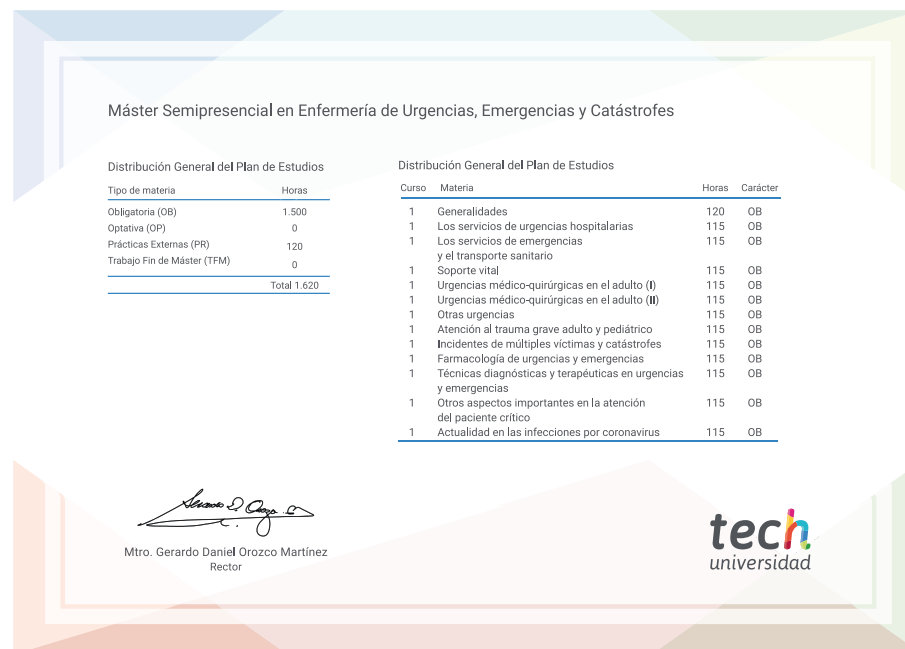 Máster Semipresencial en Enfermería de Urgencias, Emergencias y Catástrofes
Distribución General del Plan de Estudios
Tipo de materia Horas
Obligatoria (OB) 1.500
Optativa (OP) 0
Prácticas Externas (PR) 120
Trabajo Fin de Máster (TFM) 0
Total 1.620
Distribución General del Plan de Estudios
Curso Materia Horas Carácter
1 Generalidades 120 OB
1 Los servicios de urgencias hospitalarias 115 OB
1 Los servicios de emergencias 115 OB
y el transporte sanitario
1 Soporte vital 115 OB
1 Urgencias médico-quirúrgicas en el adulto (I) 115 OB
1 Urgencias médico-quirúrgicas en el adulto (II) 115 OB
1 Otras urgencias 115 OB
1 Atención al trauma grave adulto y pediátrico 115 OB
1 Incidentes de múltiples víctimas y catástrofes 115 OB
1 Farmacología de urgencias y emergencias 115 OB
1 Técnicas diagnósticas y terapéuticas en urgencias 115 OB
y emergencias
1 Otros aspectos importantes en la atención 115 OB
del paciente crítico
1 Actualidad en las infecciones por coronavirus 115 OB
Mtro. Gerardo Daniel Orozco Martínez
Rector
tech
universidad